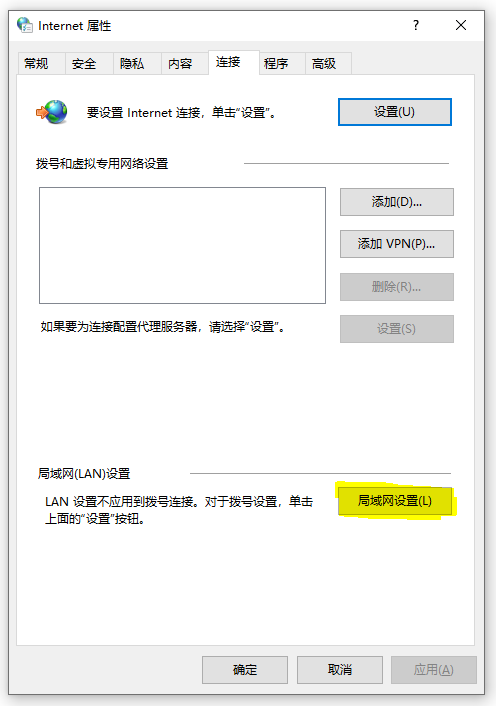 Internet 属性
?
常规 安全 隐私 内容 连接 程序 高级
要设置 Internet 连接，单击“设置”。
设置(U)
拨号和虚拟专用网络设置
添加(D)...
添加 VPN(P)...
删除(R)...
如果要为连接配置代理服务器，请选择“设置”。
设置(S)
局域网(LAN)设置
LAN 设置不应用到拨号连接。对于拨号设置，单击
上面的“设置”按钮。
局域网设置(L)
确定 取消 应用(A)